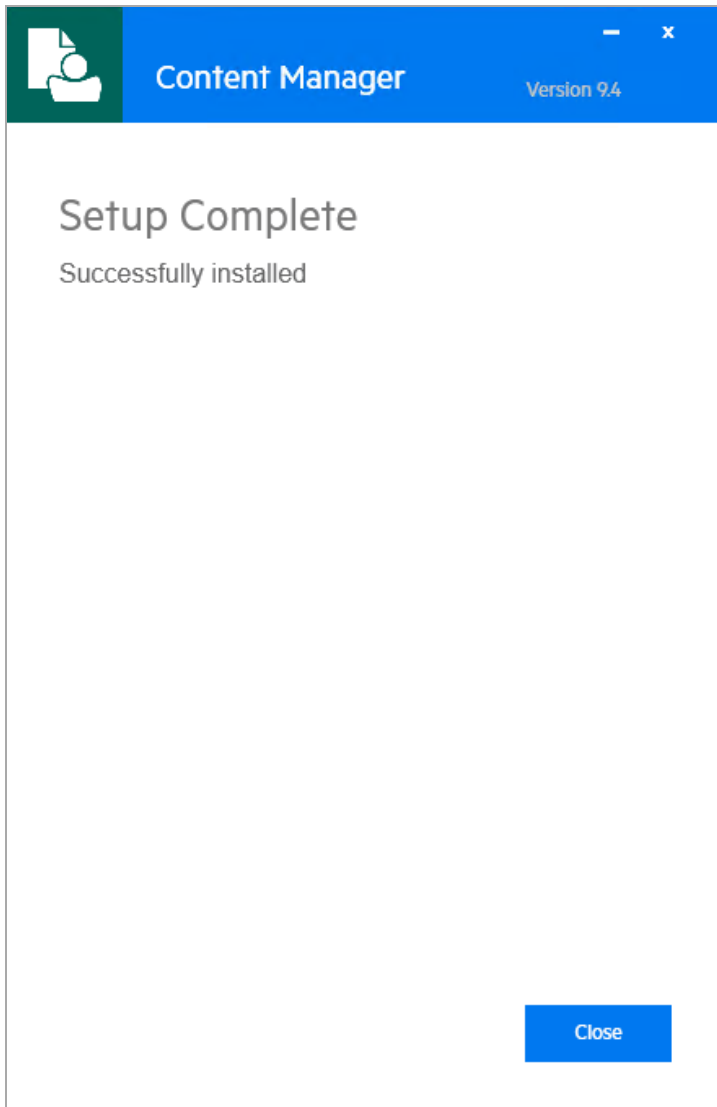 x
Content Manager
Version 9.4
Setup Complete
Successfully installed
Close